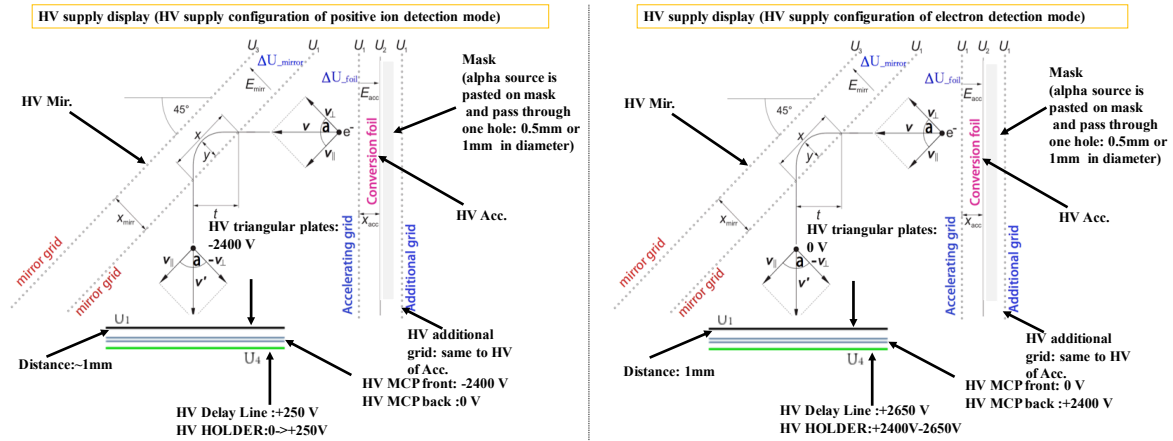 HV supply display (HV supply configuration of positive ion detection mode)
U3
U1
U1
U2
U1
ΔU_mirror
ΔU_foil
Emirr
Eacc
HV Mir.
45°
Mask
(alpha source is
pasted on mask
and pass through
one hole: 0.5mm or
1mm in diameter)
x
y
v⊥
v
a
e-
v||
Conversion foil
HV Acc.
t
xmirr
xacc
HV triangular plates:
-2400 V
mirror grid
mirror grid
v||
a
-v⊥
v'
Accelerating grid
Additional grid
U1
U4
Distance:~1mm
HV additional
grid: same to HV
of Acc.
HV MCP front: -2400 V
HV MCP back :0 V
HV Delay Line :+250 V
HV HOLDER:0->+250V
HV supply display (HV supply configuration of electron detection mode)
U3
U1
U1
U2
U1
ΔU_mirror
ΔU_foil
Emirr
Eacc
HV Mir.
45°
Mask
(alpha source is
pasted on mask
and pass through
one hole: 0.5mm or
1mm in diameter)
x
y
v⊥
v
a
e-
v||
Conversion foil
HV Acc.
t
xmirr
xacc
HV triangular plates:
0 V
mirror grid
mirror grid
v||
a
-v⊥
v'
Accelerating grid
Additional grid
U1
U4
Distance: 1mm
HV additional
grid: same to HV
of Acc.
HV MCP front: 0 V
HV MCP back :+2400 V
HV Delay Line :+2650 V
HV HOLDER:+2400V-2650V